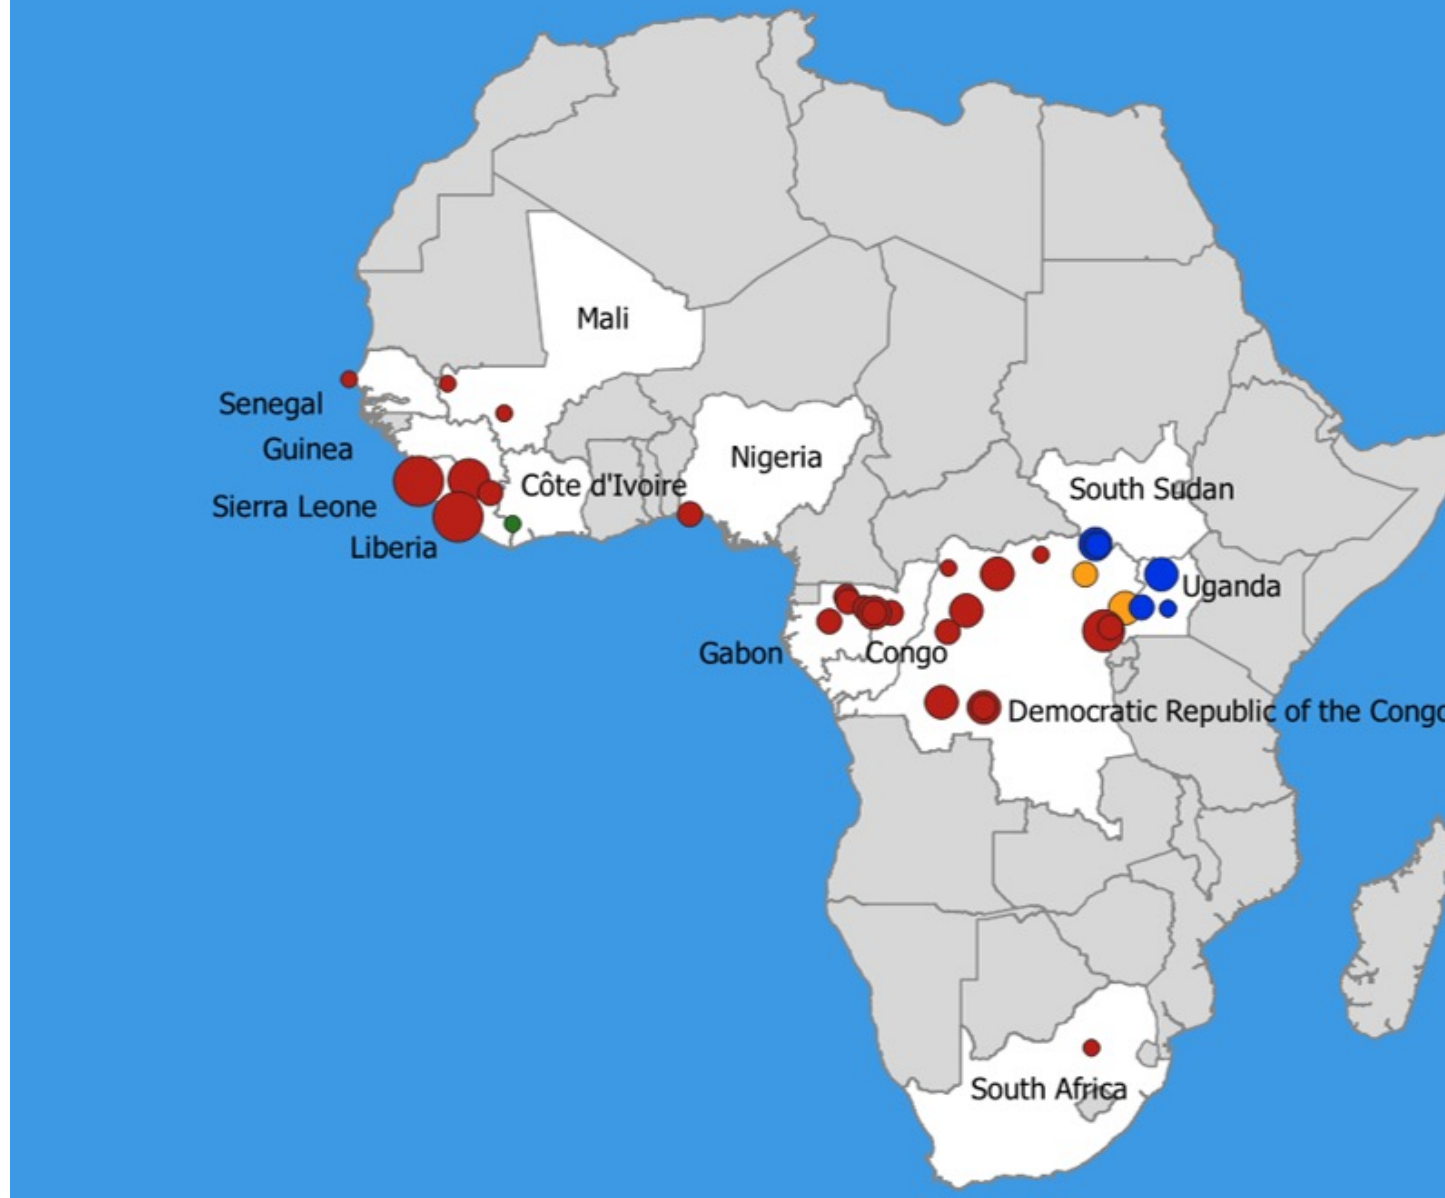 Mali
Senegal
Guinea
Nigeria
Côte d'Ivoire
South Sudan
Sierra Leone
Liberia
Uganda
Gabon
Congo
Democratic Republic of the Congo
South Africa